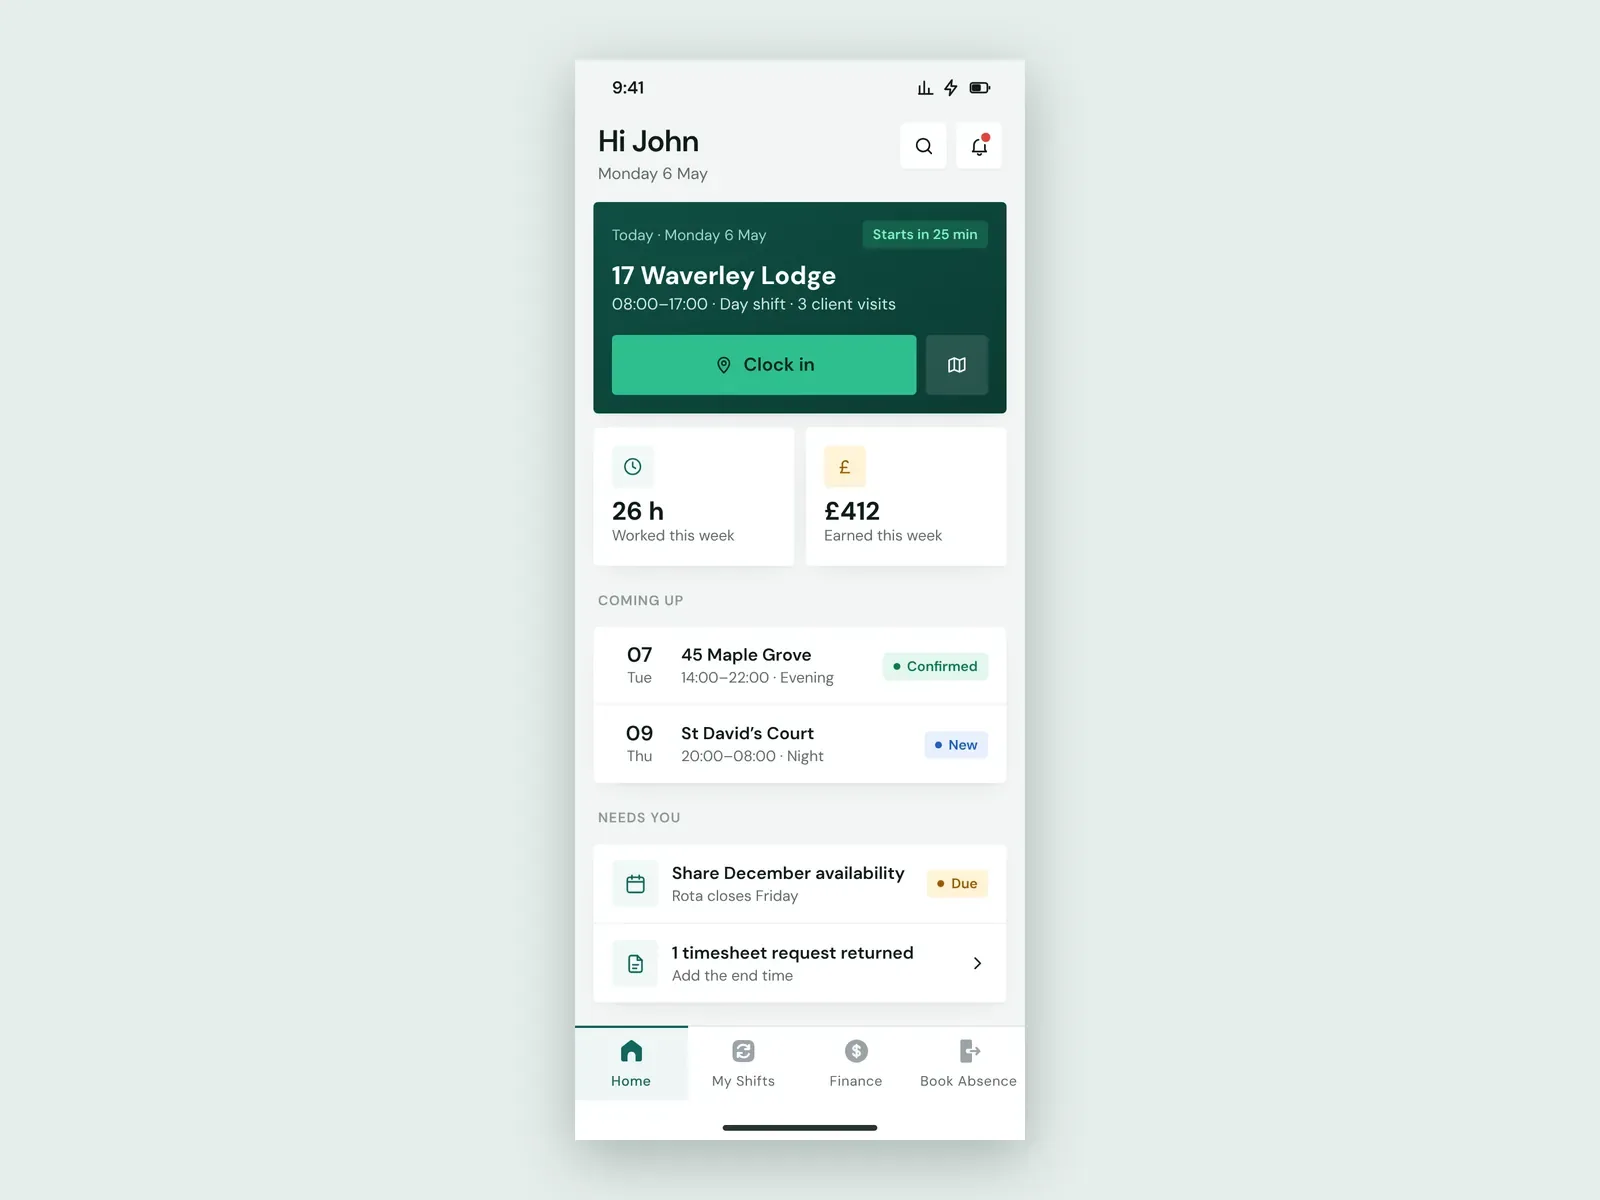 9:41
Hi John
Monday 6 May
Today · Monday 6 May
Starts in 25 min
17 Waverley Lodge
08:00–17:00 · Day shift · 3 client visits
Clock in
£
26 h
Worked this week
£412
Earned this week
COMING UP
07
Tue
45 Maple Grove
14:00–22:00 · Evening
Confirmed
09
Thu
St David’s Court
20:00–08:00 · Night
New
NEEDS YOU
Share December availability
Rota closes Friday
Due
1 timesheet request returned
Add the end time
$
Home
My Shifts
Finance
Book Absence